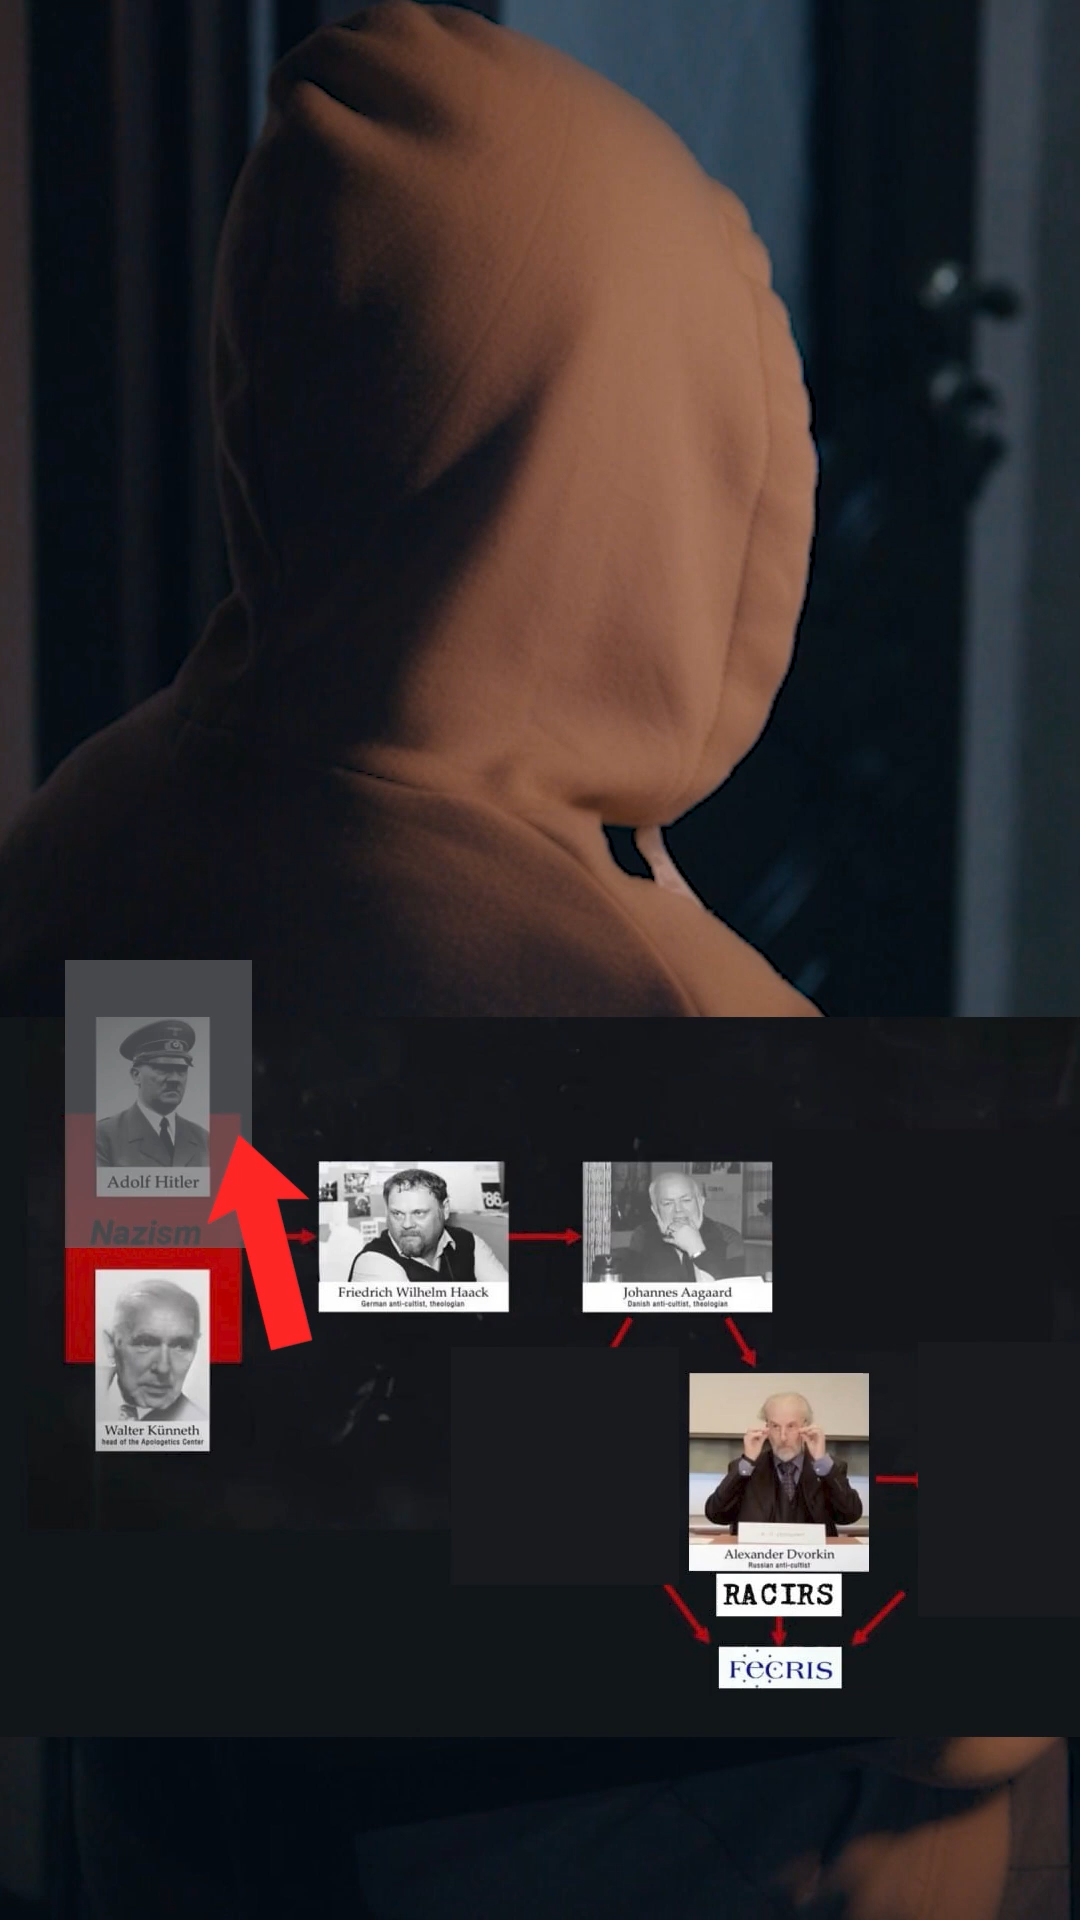 Adolf Hitler
Nazism
Walter Künneth
head of the Apologetics Center
'86
Friedrich Wilhelm Haack
German anti-cultist, theologian
Johannes Aagaard
Danish anti-cultist, theologian
Alexander Dvorkin
Russian anti-cultist
RACIRS
FECRIS